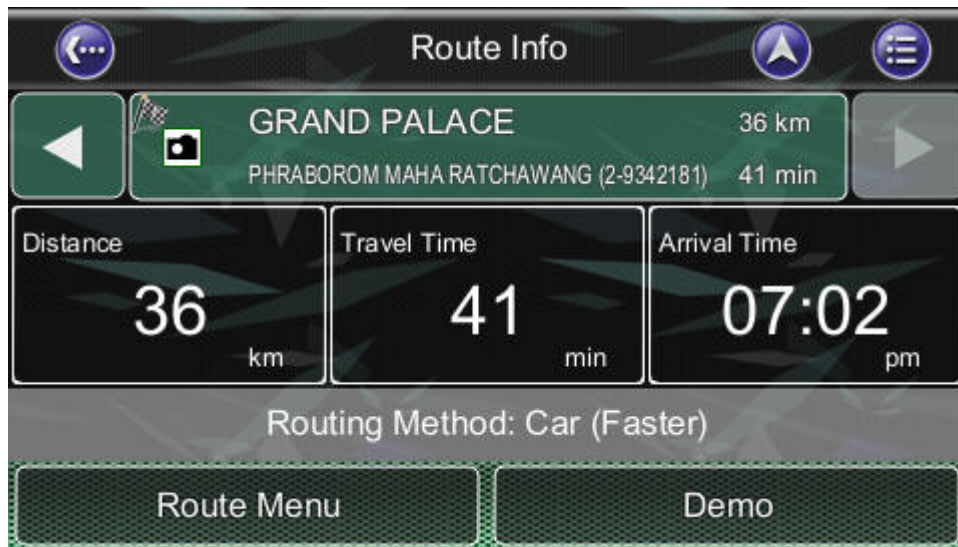 Route Info
GRAND PALACE 36 km
PHRABOROM MAHA RATCHAWANG (2-9342181) 41 min
Distance Travel Time Arrival Time
36 km 41 min 07:02 pm
Routing Method: Car (Faster)
Route Menu Demo